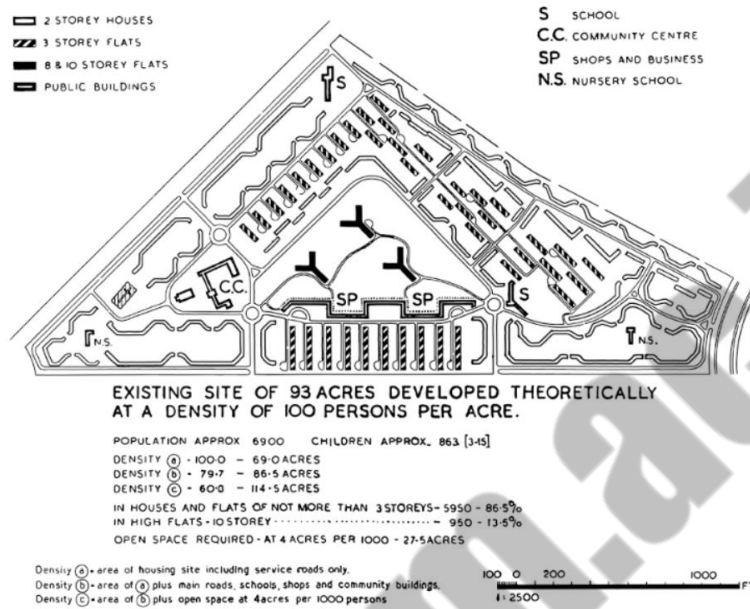 2 STOREY HOUSES
3 STOREY FLATS
8 & 10 STOREY FLATS
PUBLIC BUILDINGS
S SCHOOL
C.C. COMMUNITY CENTRE
SP SHOPS AND BUSINESS
N.S. NURSERY SCHOOL
S
C.C.
SP
SP
S
N.S.
N.S.
EXISTING SITE OF 93 ACRES DEVELOPED THEORETICALLY
AT A DENSITY OF 100 PERSONS PER ACRE.
POPULATION APPROX 6900 CHILDREN APPROX. 863 [3-15]
DENSITY (a) - 100·0 - 69·0 ACRES
DENSITY (b) - 79·7 - 86·5 ACRES
DENSITY (c) - 60·0 - 114·5 ACRES
IN HOUSES AND FLATS OF NOT MORE THAN 3 STOREYS - 5950 - 86·5%
IN HIGH FLATS - 10 STOREY - 950 - 13·5%
OPEN SPACE REQUIRED - AT 4 ACRES PER 1000 - 27·5 ACRES
Density (a) - area of housing site including service roads only.
Density (b) - area of (a) plus main roads, schools, shops and community buildings.
Density (c) - area of (b) plus open space at 4 acres per 1000 persons
100 0 200 1000
1:2500